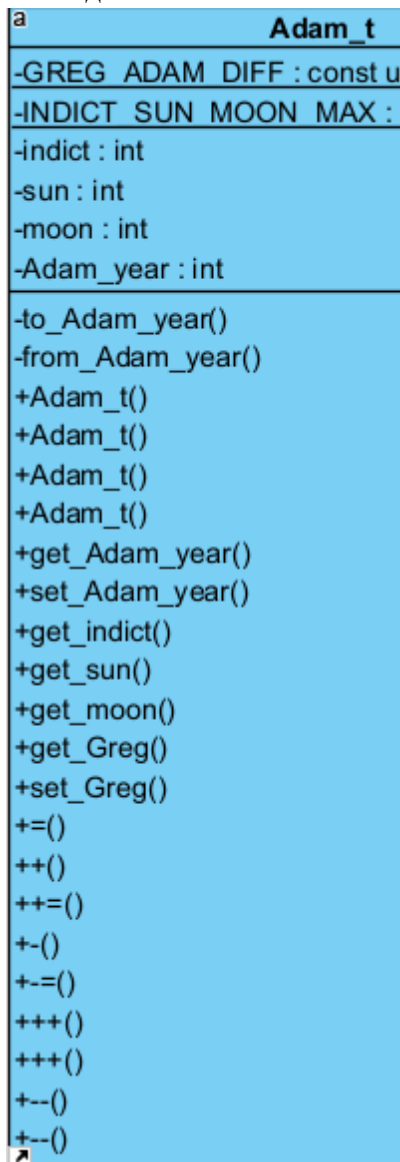 a
Adam_t
-GREG_ADAM_DIFF : const u
-INDICT_SUN_MOON_MAX :
-indict : int
-sun : int
-moon : int
-Adam_year : int
-to_Adam_year()
-from_Adam_year()
+Adam_t()
+Adam_t()
+Adam_t()
+Adam_t()
+get_Adam_year()
+set_Adam_year()
+get_indict()
+get_sun()
+get_moon()
+get_Greg()
+set_Greg()
+=()
++()
++=()
+-()
+-=()
+++()
+++()
+--()
+--()